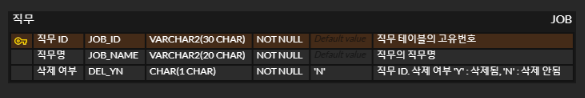 직무 JOB
직무 ID JOB_ID VARCHAR2(30 CHAR) NOT NULL Default value 직무 테이블의 고유번호
직무명 JOB_NAME VARCHAR2(20 CHAR) NOT NULL Default value 직무의 직무명
삭제 여부 DEL_YN CHAR(1 CHAR) NOT NULL 'N' 직무 ID. 삭제 여부 'Y' : 삭제됨, 'N' : 삭제 안됨